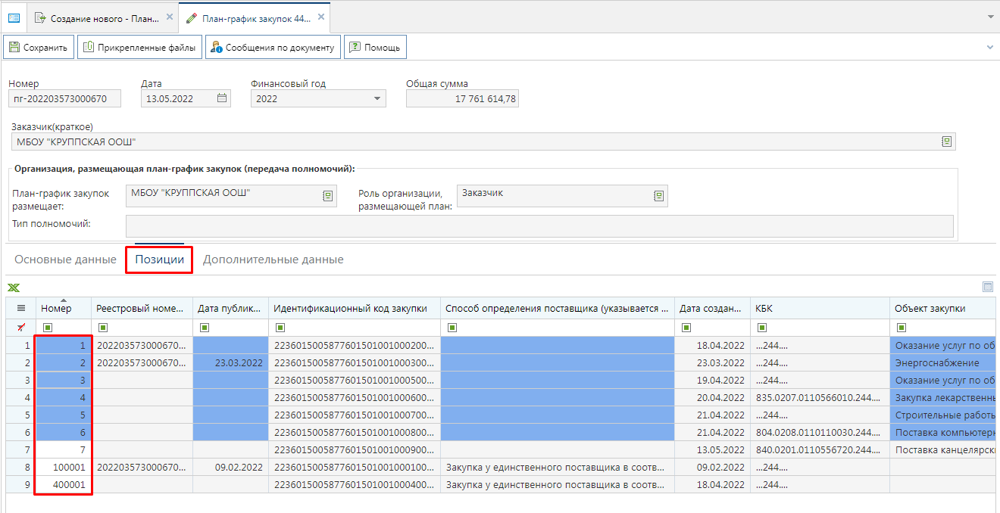 Создание нового - План... План-график закупок 44...
Сохранить Прикрепленные файлы Сообщения по документу Помощь
Номер Дата Финансовый год Общая сумма
пг-202203573000670 13.05.2022 2022 17 761 614,78
Заказчик(краткое)
МБОУ "КРУППСКАЯ ООШ"
Организация, размещающая план-график закупок (передача полномочий):
План-график закупок размещает: МБОУ "КРУППСКАЯ ООШ" Роль организации, размещающей план: Заказчик
Тип полномочий:
Основные данные Позиции Дополнительные данные
Номер Реестровый номе... Дата публик... Идентификационный код закупки Способ определения поставщика (указывается ... Дата создан... КБК Объект закупки
1 1 202203573000670... 2236015005877601501001000200... 18.04.2022 ...244.... Оказание услуг по об
2 2 202203573000670... 23.03.2022 2236015005877601501001000300... 23.03.2022 ...244.... Энергоснабжение
3 3 2236015005877601501001000500... 19.04.2022 ...244.... Оказание услуг по об
4 4 2236015005877601501001000600... 20.04.2022 835.0207.0110566010.244.... Закупка лекарственны
5 5 2236015005877601501001000700... 21.04.2022 ...244.... Строительные работы
6 6 2236015005877601501001000800... 21.04.2022 804.0208.0110110030.244.... Поставка компьютерн
7 7 2236015005877601501001000900... 13.05.2022 840.0201.0110556720.244.... Поставка канцелярски
8 100001 202203573000670... 09.02.2022 2236015005877601501001000100... Закупка у единственного поставщика в соотв... 09.02.2022 ...244....
9 400001 2236015005877601501001000400... Закупка у единственного поставщика в соотв... 18.04.2022 ...244....